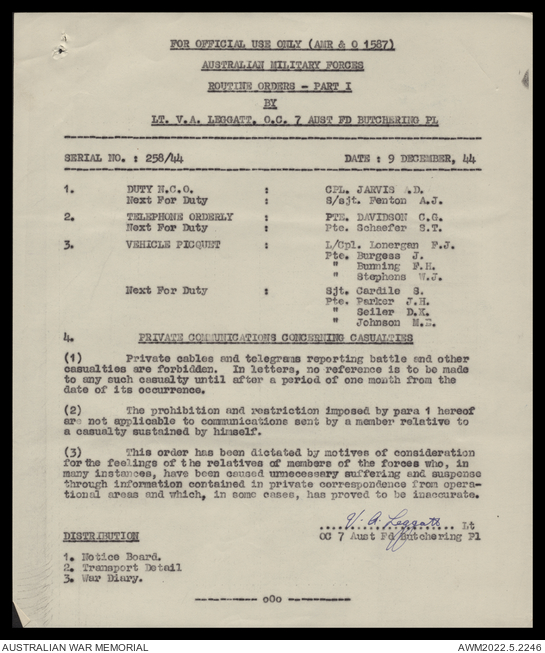 FOR OFFICIAL USE ONLY (AMR & O 1587)
AUSTRALIAN MILITARY FORCES
ROUTINE ORDERS - PART I
BY
LT. V.A. LEGGATT. O.C. 7 AUST FD BUTCHERING PL
SERIAL NO. : 258/44 DATE : 9 DECEMBER, 44
1. DUTY N.C.O. : CPL. JARVIS A.D.
Next For Duty : S/sjt. Fenton A.J.
2. TELEPHONE ORDERLY : PTE. DAVIDSON C.G.
Next For Duty : Ptc. Schaefer S.T.
3. VEHICLE PICQUET : L/Cpl. Lonergan F.J.
Pte. Burgess J.
" Bunning F.H.
" Stephens W.J.
Next For Duty : Sjt. Cardile S.
Pte. Parker J.H.
" Seiler D.K.
" Johnson M.E.
4. PRIVATE COMMUNICATIONS CONCERNING CASUALTIES
(1) Private cables and telegrams reporting battle and other
casualties are forbidden. In letters, no reference is to be made
to any such casualty until after a period of one month from the
date of its occurrence.
(2) The prohibition and restriction imposed by para 1 hereof
are not applicable to communications sent by a member relative to
a casualty sustained by himself.
(3) This order has been dictated by motives of consideration
for the feelings of the relatives of members of the forces who, in
many instances, have been caused unnecessary suffering and suspense
through information contained in private correspondence from opera-
tional areas and which, in some cases, has proved to be inaccurate.
V. A. Leggatt Lt
OC 7 Aust Fd Butchering Pl
DISTRIBUTION
1. Notice Board.
2. Transport Detail
3. War Diary.
---------- o0o ----------
AUSTRALIAN WAR MEMORIAL AWM2022.5.2246